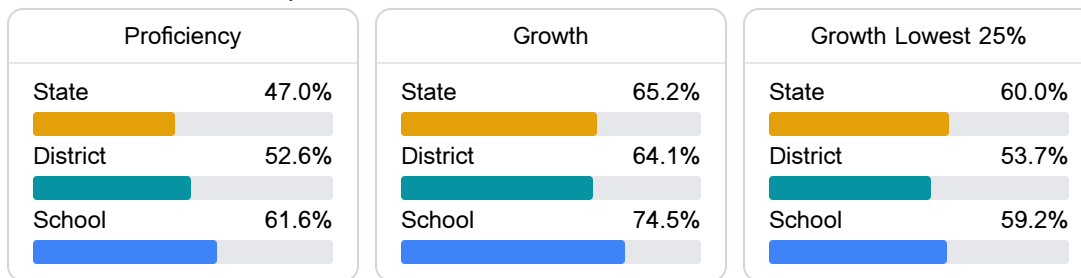 Proficiency
State 47.0%
District 52.6%
School 61.6%
Growth
State 65.2%
District 64.1%
School 74.5%
Growth Lowest 25%
State 60.0%
District 53.7%
School 59.2%